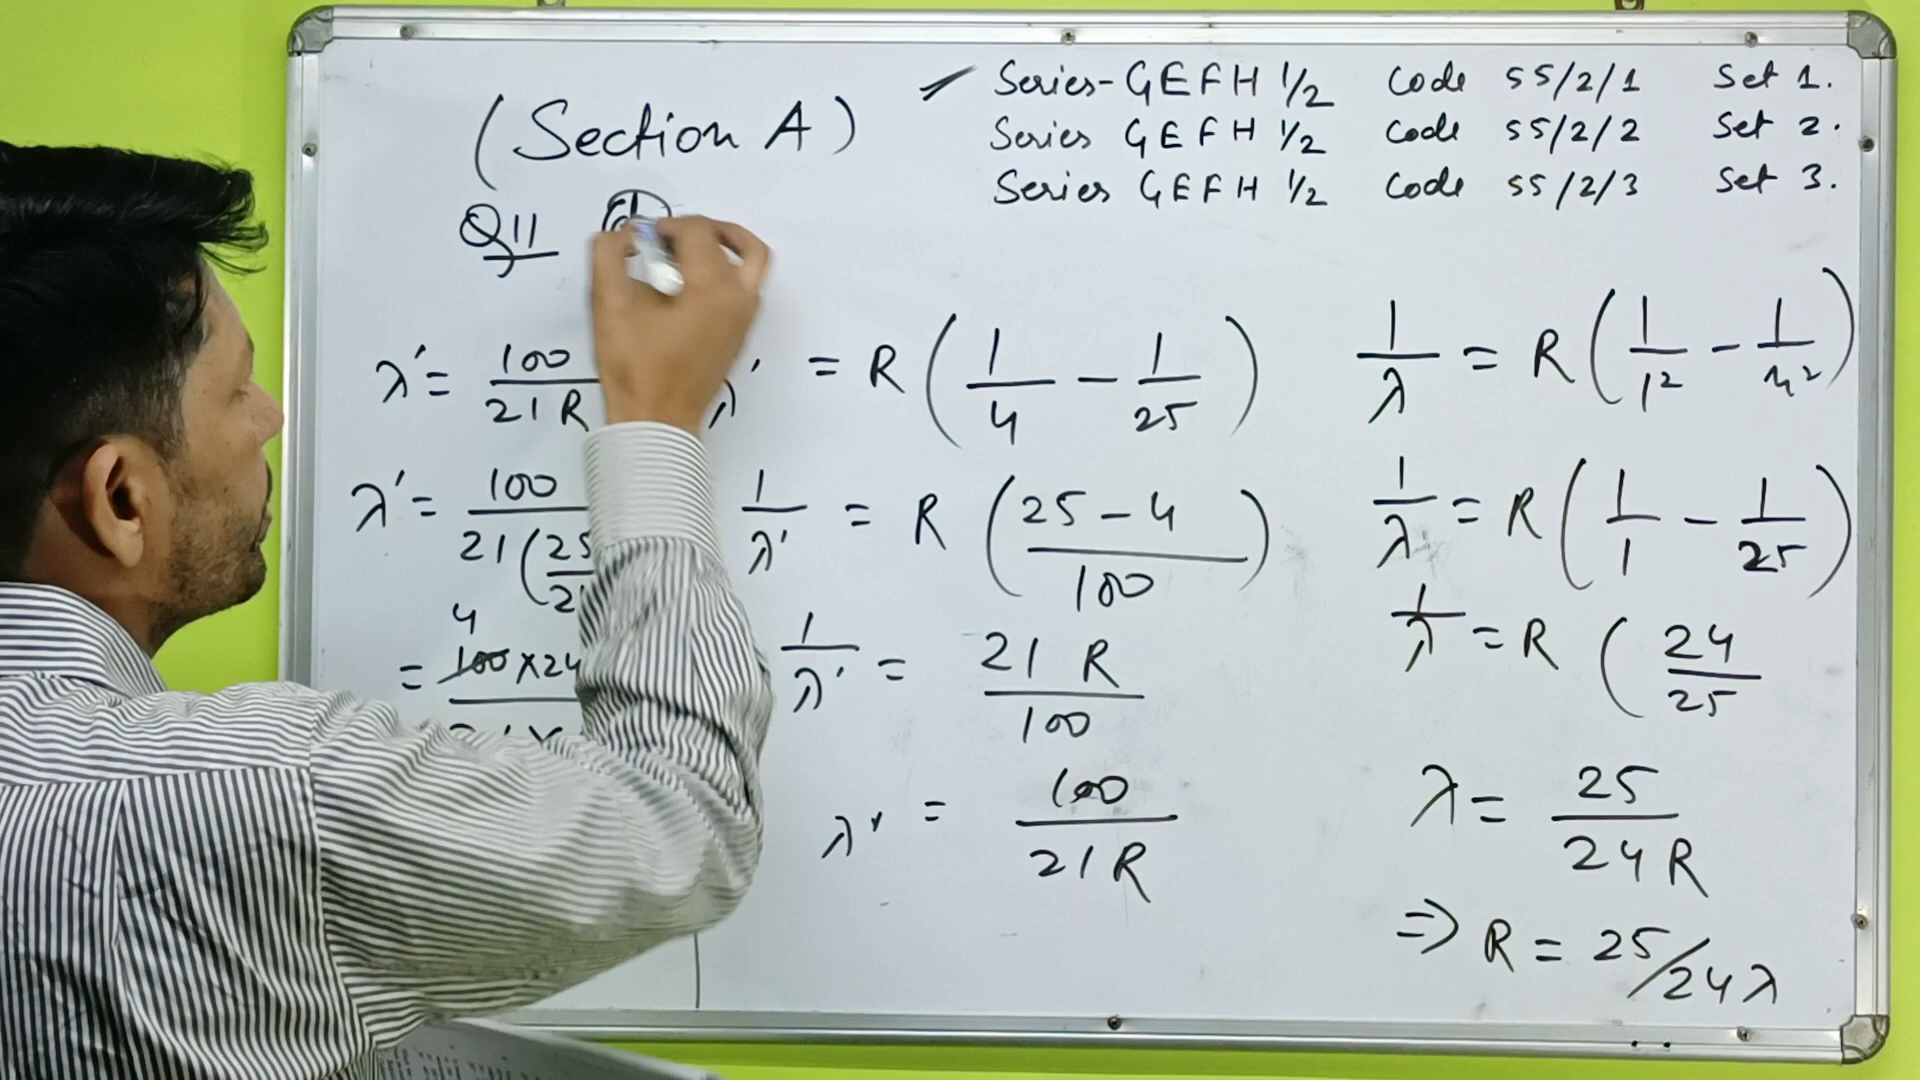 (Section A)
Series- GEFH 1/2 Code 55/2/1 Set 1.
Series GEFH 1/2 Code 55/2/2 Set 2.
Series GEFH 1/2 Code 55/2/3 Set 3.
Q11 d
λ' = 100/21R
λ' = 100/21(25/2
4
= 100×24
λ' = R(1/4 − 1/25)
1/λ' = R(25−4/100)
1/λ' = 21 R/100
λ' = 100/21R
1/λ = R(1/1² − 1/n²)
1/λ = R(1/1 − 1/25)
1/λ = R(24/25
λ = 25/24R
⇒ R = 25/24λ